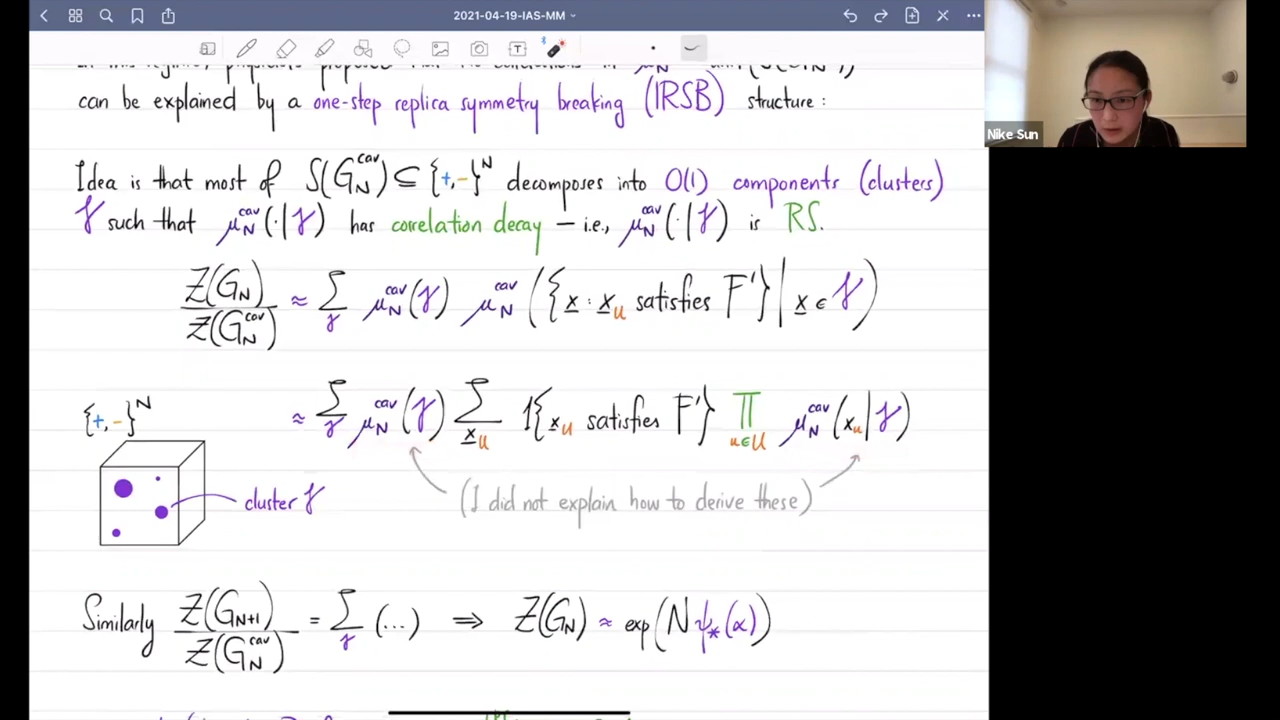 2021-04-19-IAS-MM
can be explained by a one-step replica symmetry breaking (1RSB) structure:
Nike Sun
Idea is that most of S(G_N^cav) ⊆ {+,-}^N decomposes into O(1) components (clusters)
γ such that μ_N^cav(·|γ) has correlation decay — i.e., μ_N^cav(·|γ) is RS.
Z(G_N)/Z(G_N^cav) ≈ Σ_γ μ_N^cav(γ) μ_N^cav({x : x_U satisfies F'} | x ∈ γ)
{+,-}^N
≈ Σ_γ μ_N^cav(γ) Σ_{x_U} 1{x_U satisfies F'} Π_{u∈U} μ_N^cav(x_u|γ)
cluster γ
(I did not explain how to derive these)
Similarly Z(G_{N+1})/Z(G_N^cav) = Σ_γ (...) ⇒ Z(G_N) ≈ exp(N ψ_*(α))